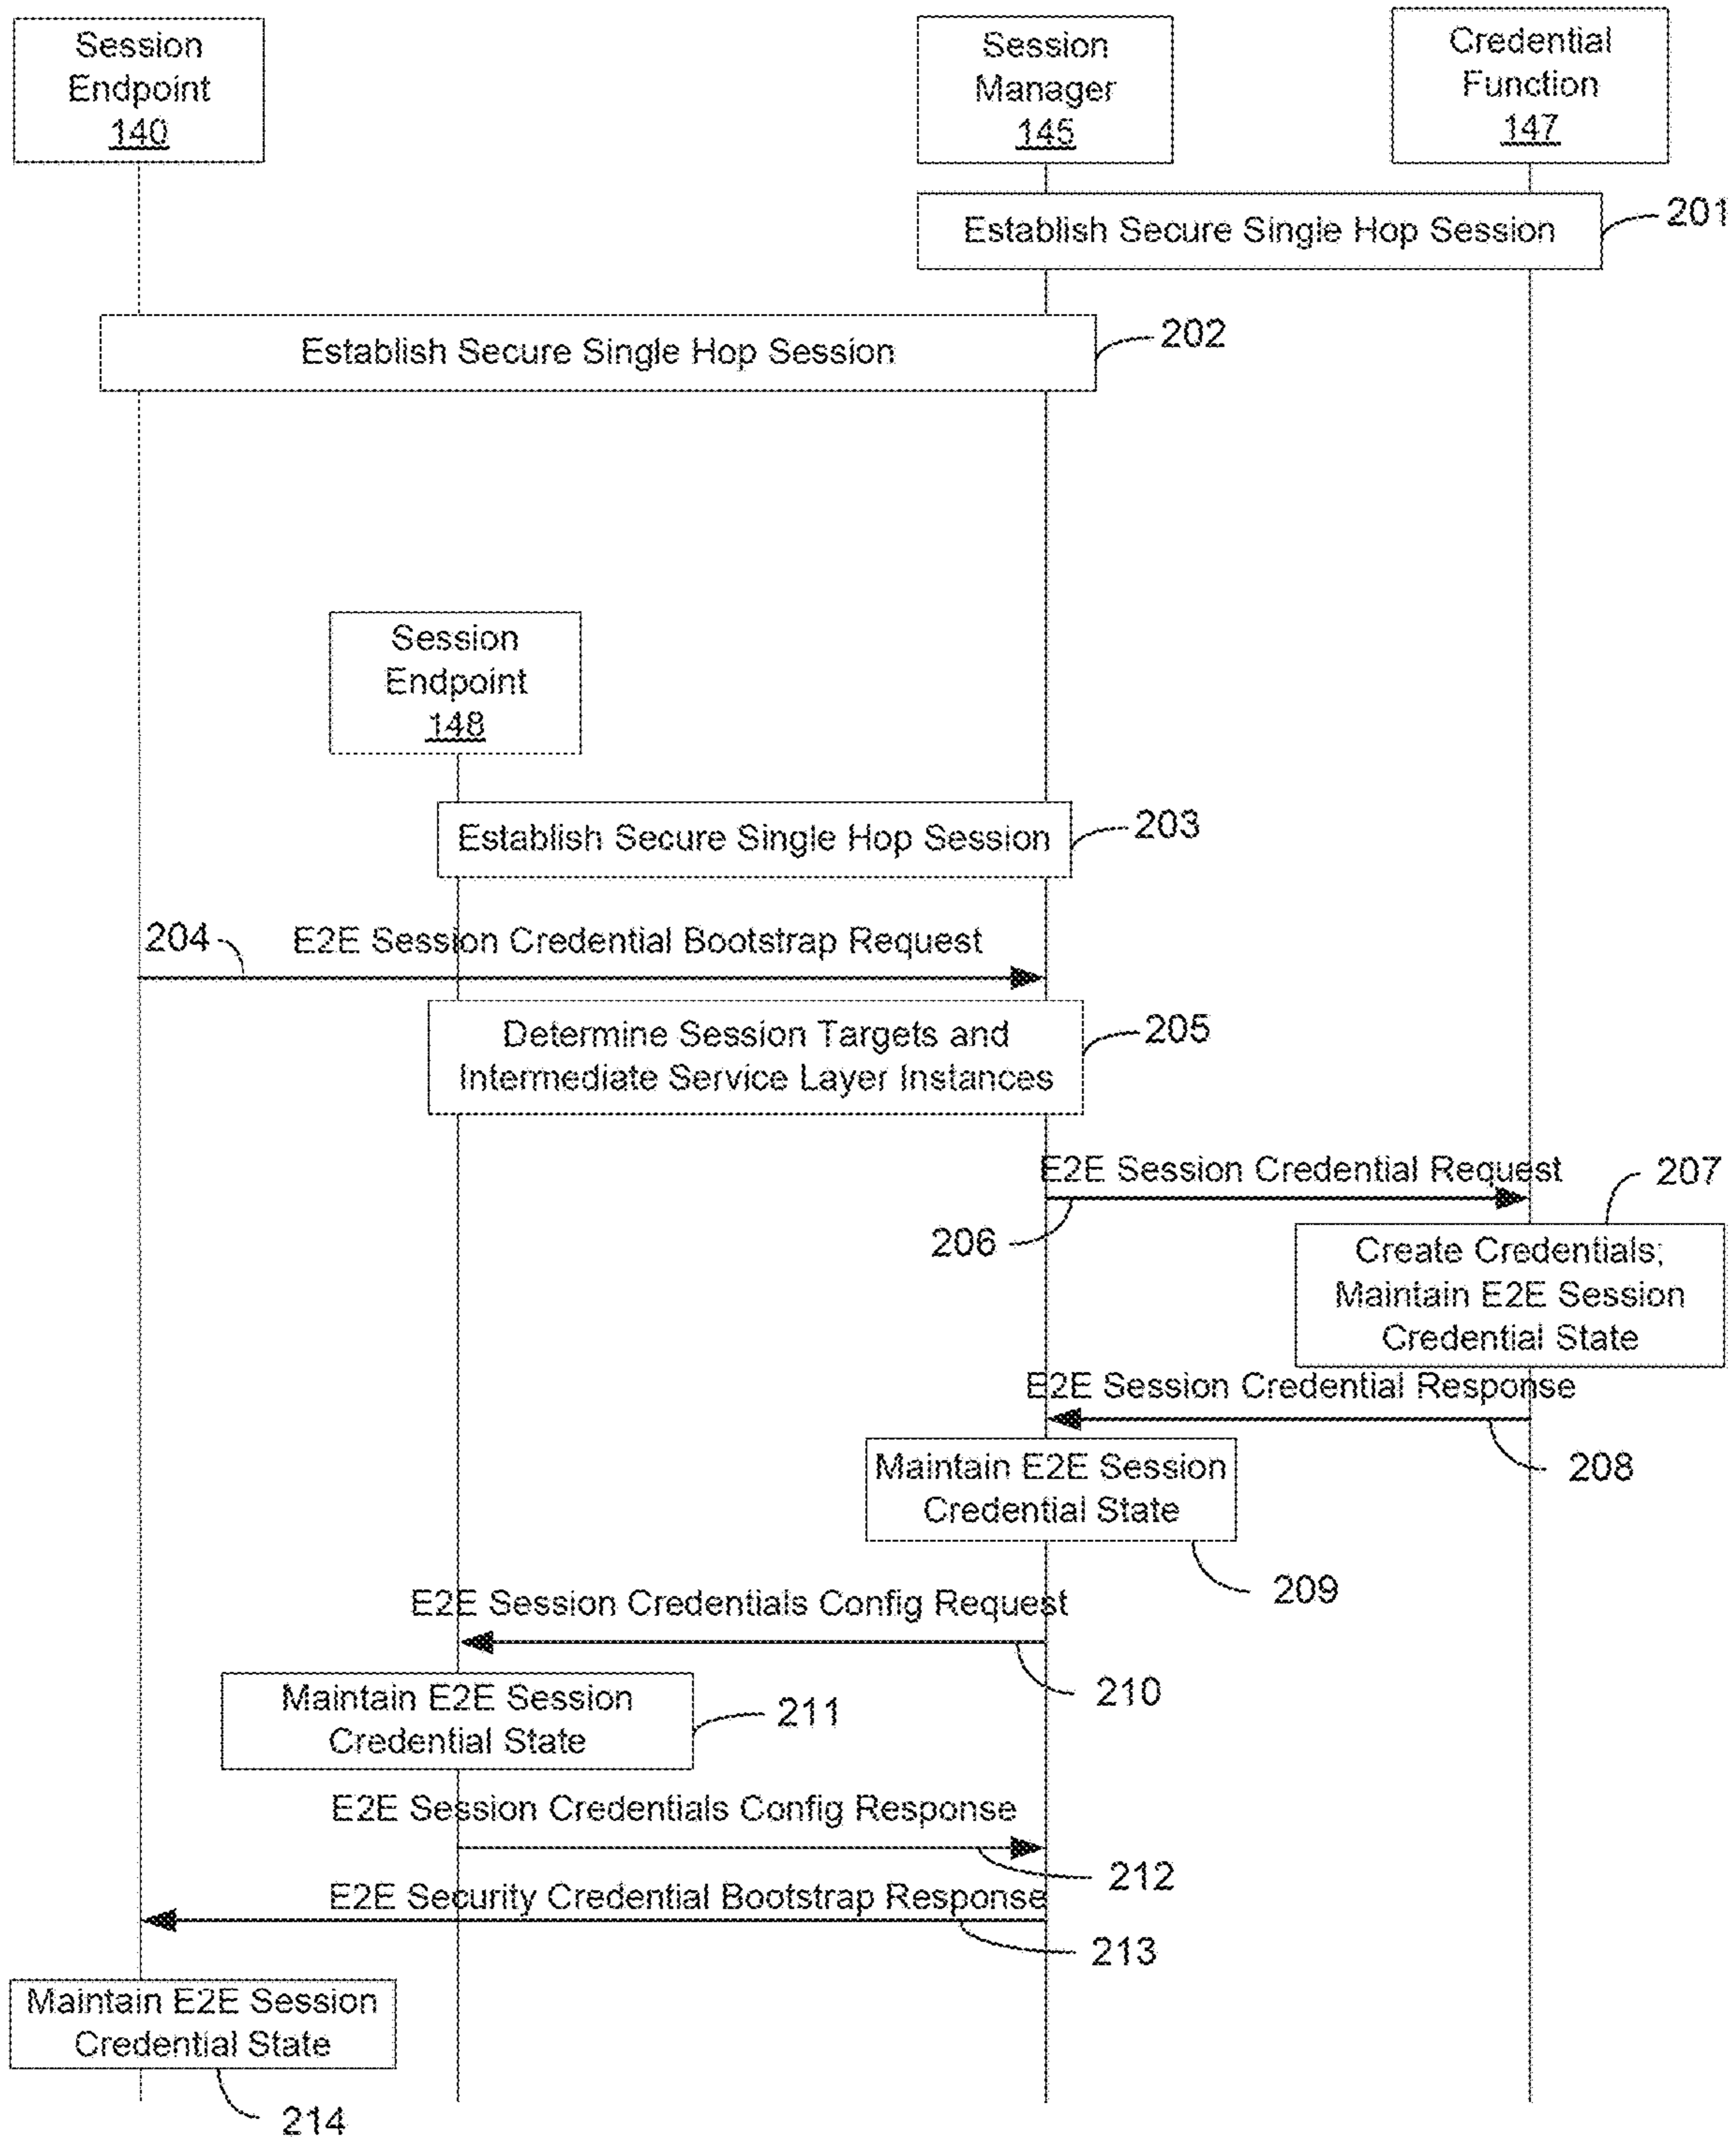 Session
Endpoint
140
Session
Manager
145
Credential
Function
147
Establish Secure Single Hop Session
201
Establish Secure Single Hop Session
202
Session
Endpoint
148
Establish Secure Single Hop Session
203
204
E2E Session Credential Bootstrap Request
Determine Session Targets and
Intermediate Service Layer Instances
205
E2E Session Credential Request
206
207
Create Credentials;
Maintain E2E Session
Credential State
E2E Session Credential Response
208
Maintain E2E Session
Credential State
209
E2E Session Credentials Config Request
210
Maintain E2E Session
Credential State
211
E2E Session Credentials Config Response
212
E2E Security Credential Bootstrap Response
213
Maintain E2E Session
Credential State
214